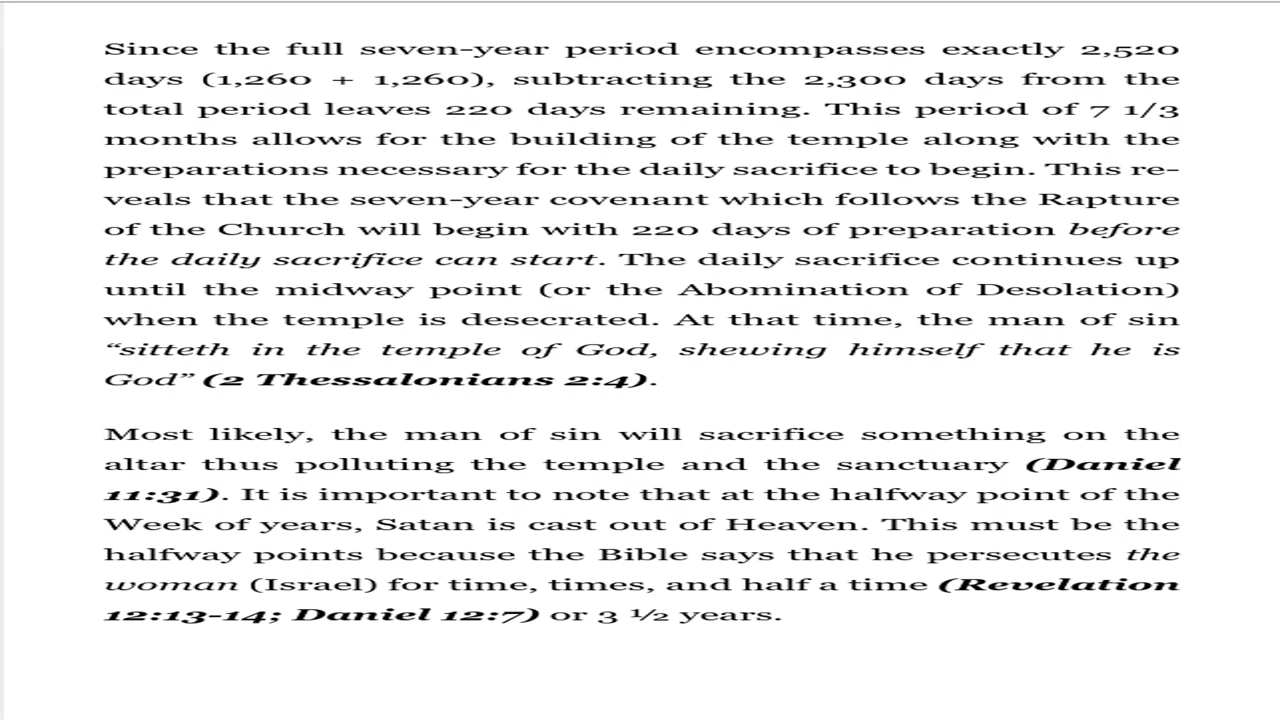 Since the full seven-year period encompasses exactly 2,520
days (1,260 + 1,260), subtracting the 2,300 days from the
total period leaves 220 days remaining. This period of 7 1/3
months allows for the building of the temple along with the
preparations necessary for the daily sacrifice to begin. This re-
veals that the seven-year covenant which follows the Rapture
of the Church will begin with 220 days of preparation before
the daily sacrifice can start. The daily sacrifice continues up
until the midway point (or the Abomination of Desolation)
when the temple is desecrated. At that time, the man of sin
“sitteth in the temple of God, shewing himself that he is
God” (2 Thessalonians 2:4).
Most likely, the man of sin will sacrifice something on the
altar thus polluting the temple and the sanctuary (Daniel
11:31). It is important to note that at the halfway point of the
Week of years, Satan is cast out of Heaven. This must be the
halfway points because the Bible says that he persecutes the
woman (Israel) for time, times, and half a time (Revelation
12:13-14; Daniel 12:7) or 3 ½ years.